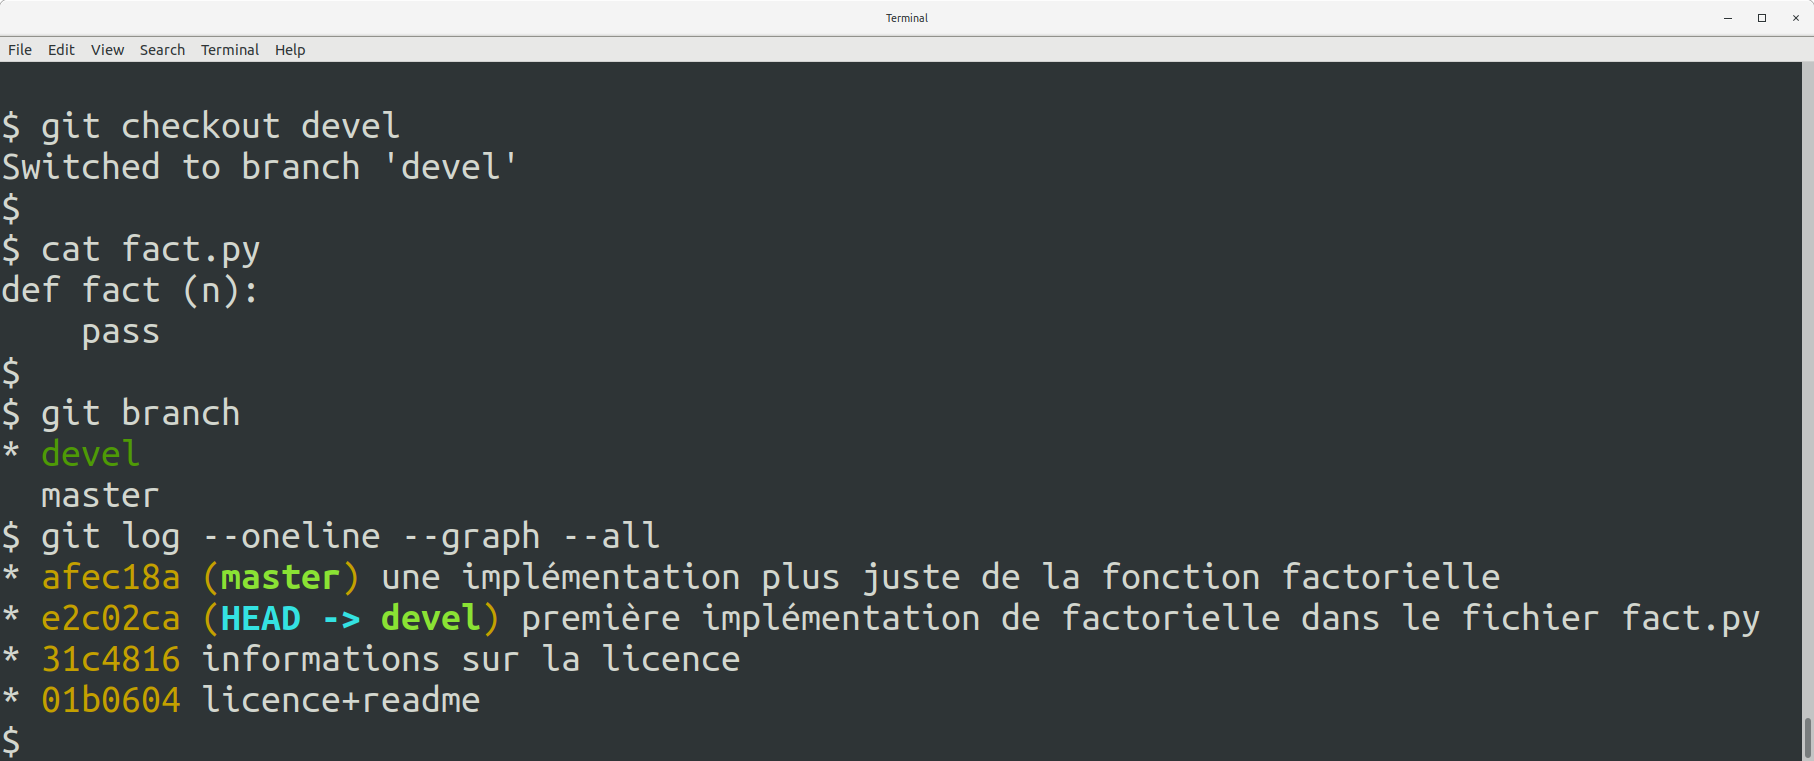 Terminal
File Edit View Search Terminal Help
$ git checkout devel
Switched to branch 'devel'
$
$ cat fact.py
def fact (n):
    pass
$
$ git branch
* devel
  master
$ git log --oneline --graph --all
* afec18a (master) une implémentation plus juste de la fonction factorielle
* e2c02ca (HEAD -> devel) première implémentation de factorielle dans le fichier fact.py
* 31c4816 informations sur la licence
* 01b0604 licence+readme
$